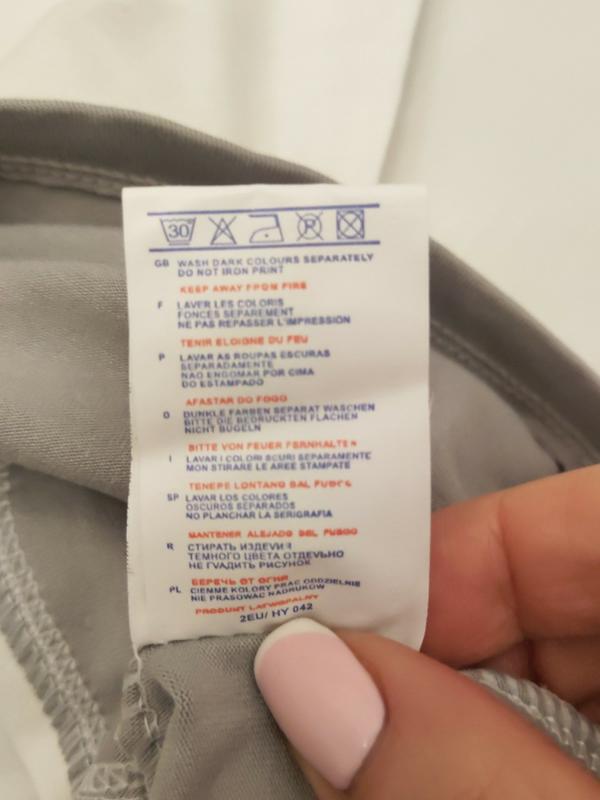 30
R
GB WASH DARK COLOURS SEPARATELY
DO NOT IRON PRINT
KEEP AWAY FROM FIRE
F LAVER LES COLORIS
FONCES SEPAREMENT
NE PAS REPASSER L'IMPRESSION
TENIR ELOIGNE DU FEU
P LAVAR AS ROUPAS ESCURAS
SEPARADAMENTE
NAO ENGOMAR POR CIMA
DO ESTAMPADO
AFASTAR DO FOGO
D DUNKLE FARBEN SEPARAT WASCHEN
BITTE DIE BEDRUCKTEN FLACHEN
NICHT BUGELN
BITTE VON FEUER FERNHALTEN
I LAVAR I COLORI SCURI SEPARAMENTE
MON STIRARE LE AREE STAMPATE
TENERE LONTANO DAL
SP LAVAR LOS COLORES
OSCUROS SEPARADOS
NO PLANCHAR LA SERIGRAFIA
MANTENER ALEJADO DEL FUEGO
R СТИРАТЬ
ТЕМНОГО ЦВЕТА
НЕ РИСУНОК
БЕРЕЧЬ ОТ ОГНЯ
PL CIEMNE KOLORY PRAC ODDZIELNIE
NIE PRASOWAC NADRUKOW
PRODUKT LATWOPALNY
2EU/ HY 042